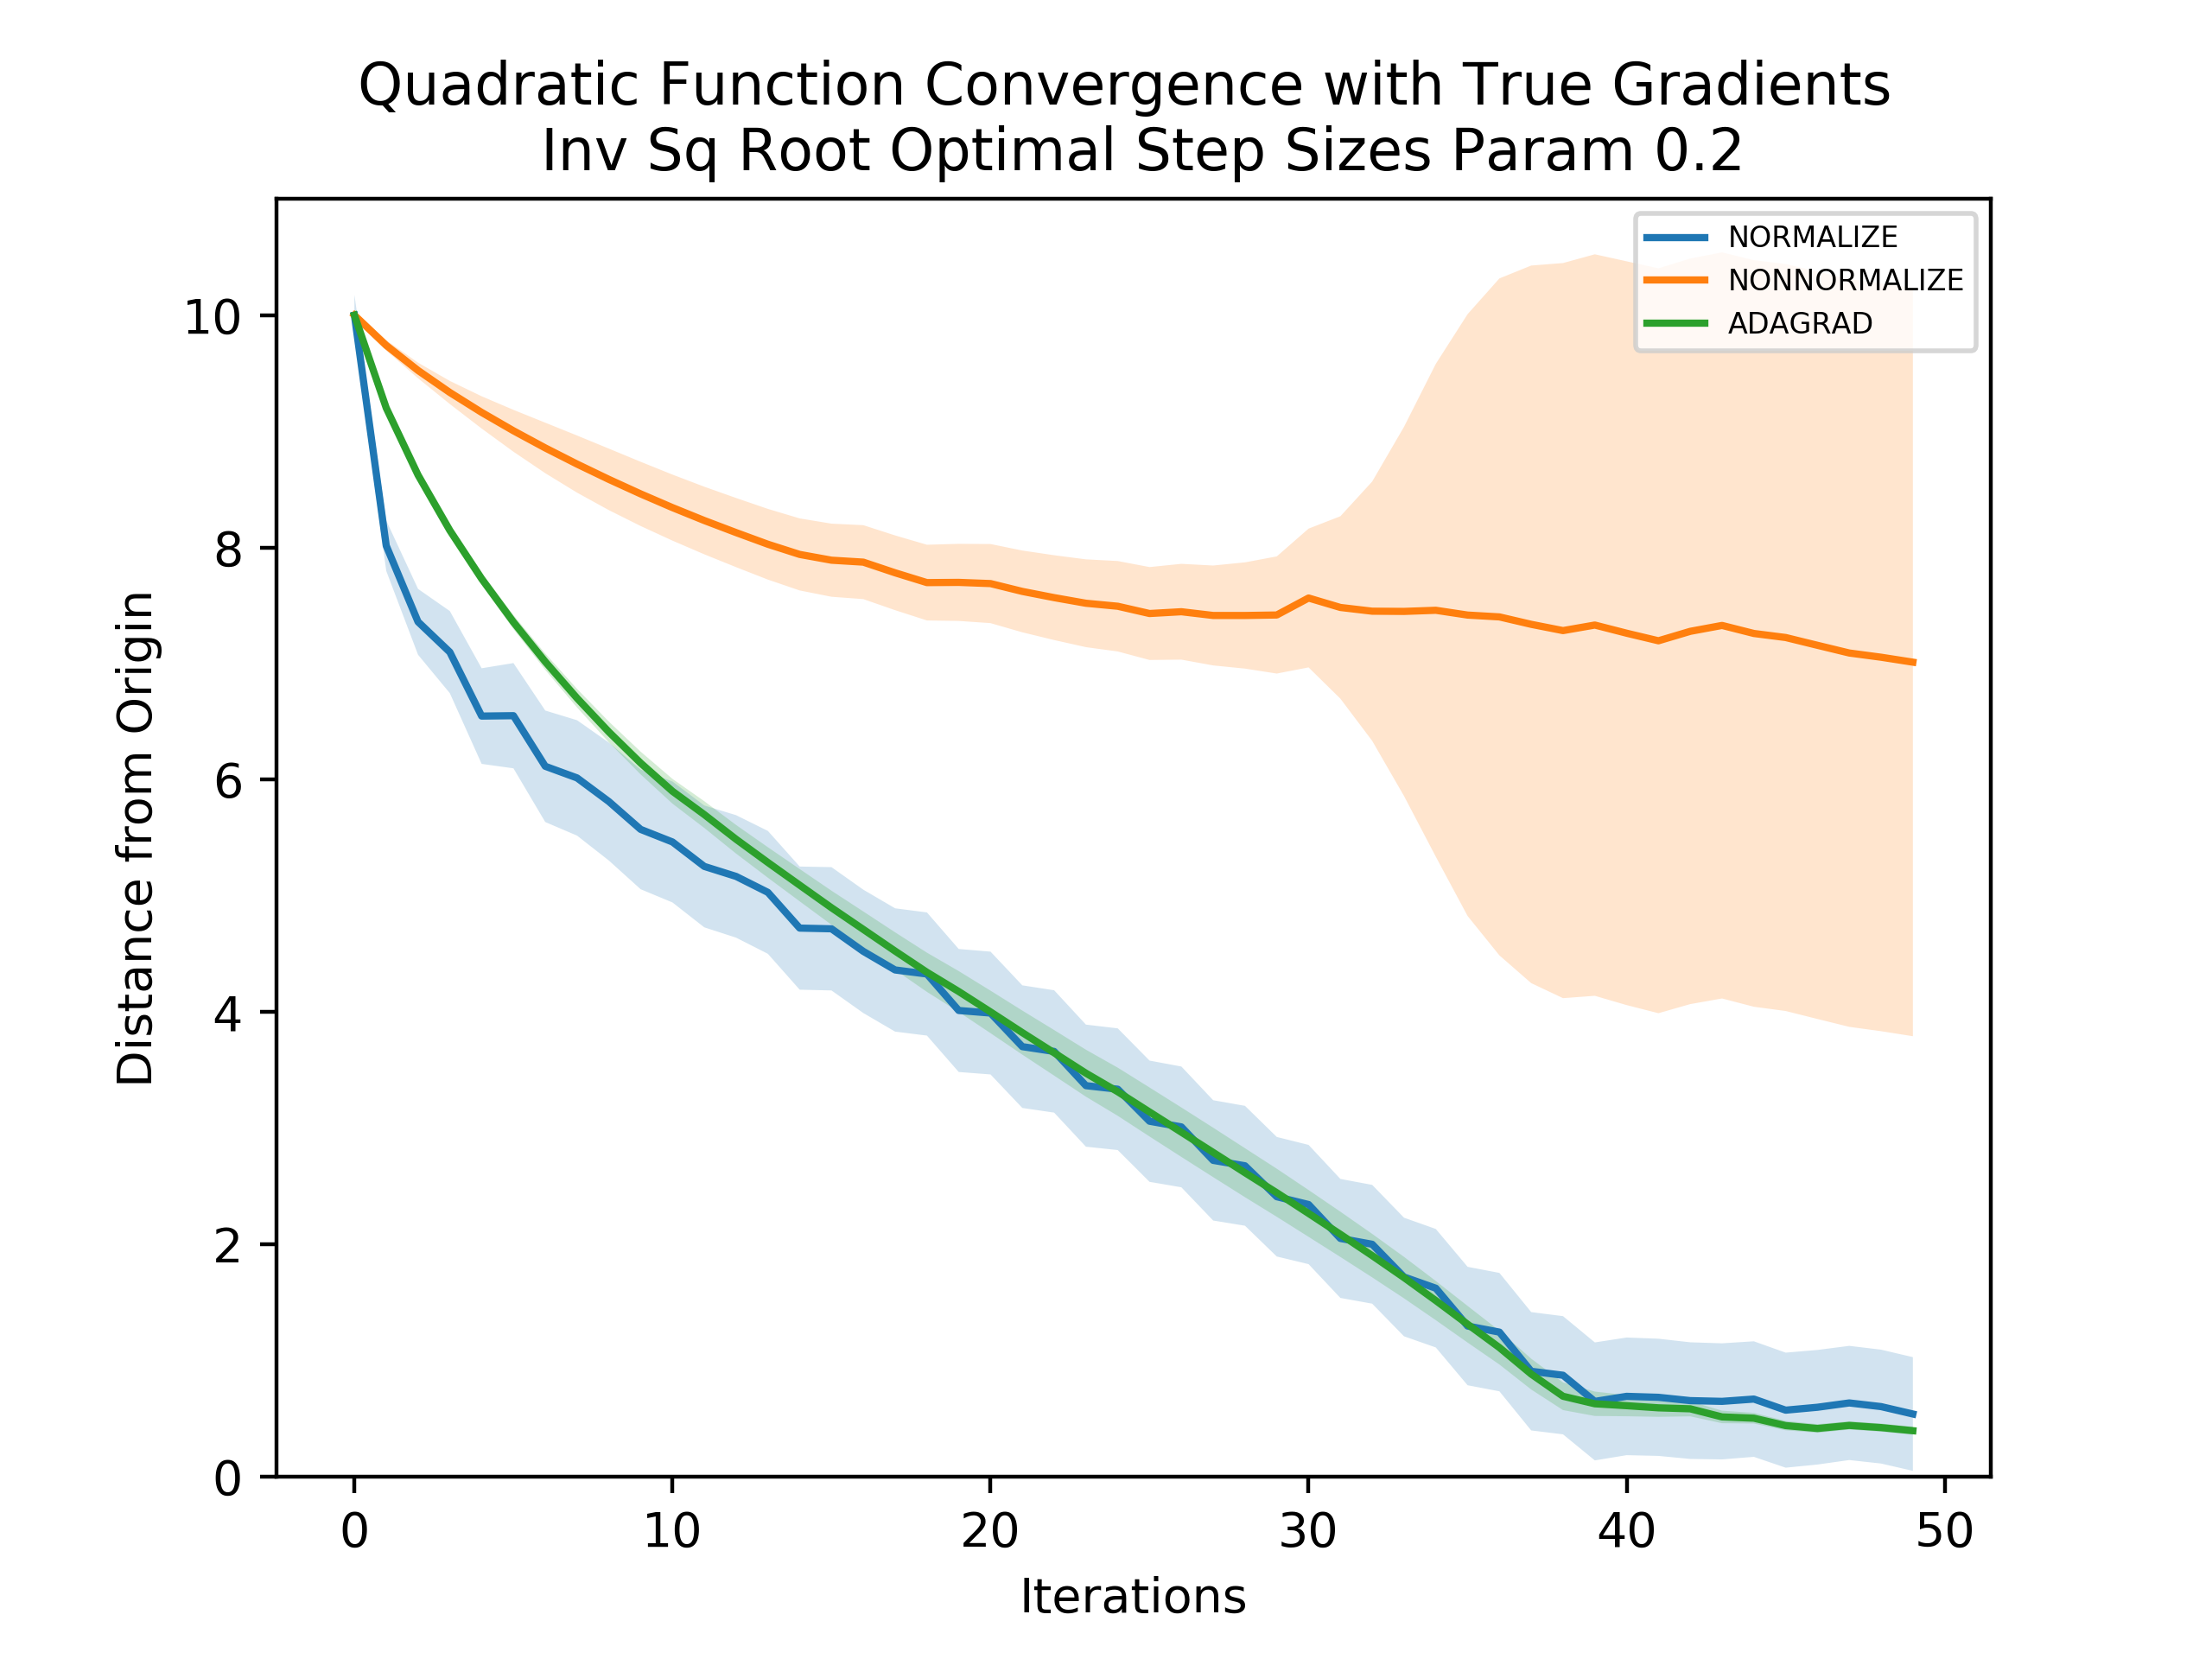 Quadratic Function Convergence with True Gradients
Inv Sq Root Optimal Step Sizes Param 0.2
NORMALIZE
NONNORMALIZE
ADAGRAD
Distance from Origin
10
8
6
4
2
0
0 10 20 30 40 50
Iterations